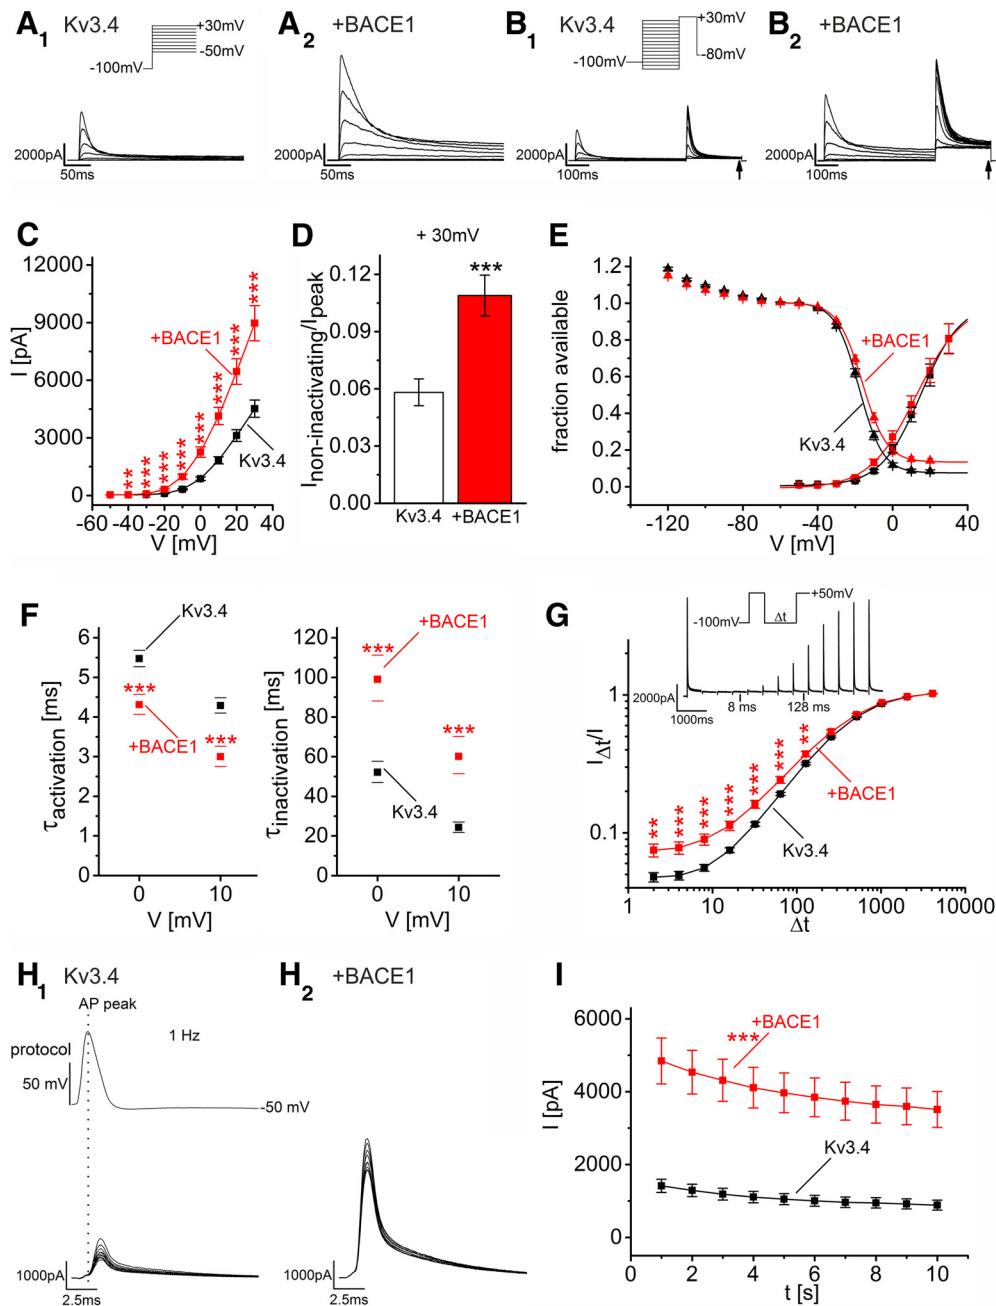 A1 Kv3.4
+30mV
-50mV
-100mV
2000pA
50ms
A2 +BACE1
2000pA
50ms
B1 Kv3.4
+30mV
-100mV
-80mV
2000pA
100ms
B2 +BACE1
2000pA
100ms
C
12000
9000
6000
3000
0
I [pA]
-60 -40 -20 0 20 40
V [mV]
+BACE1
Kv3.4
** *** *** *** *** *** *** ***
D
+ 30mV
***
0.12
0.09
0.06
0.03
0.00
Inon-inactivating/Ipeak
Kv3.4 +BACE1
E
1.2
1.0
0.8
0.6
0.4
0.2
0.0
fraction available
+BACE1
Kv3.4
-120 -80 -40 0 40
V [mV]
F
Kv3.4
6
5
4
3
2
1
0
τactivation [ms]
***
+BACE1
***
0 10
V [mV]
120
100
80
60
40
20
0
τinactivation [ms]
***
+BACE1
***
Kv3.4
0 10
V [mV]
G
+50mV
-100mV
Δt
2000pA
1000ms
8 ms
128 ms
1
0.1
IΔt/I
** *** *** *** *** *** **
+BACE1
Kv3.4
1 10 100 1000 10000
Δt
H1 Kv3.4
AP peak
1 Hz
protocol
50 mV
-50 mV
1000pA
2.5ms
H2 +BACE1
1000pA
2.5ms
I
6000
4000
2000
0
I [pA]
+BACE1
***
Kv3.4
0 2 4 6 8 10
t [s]